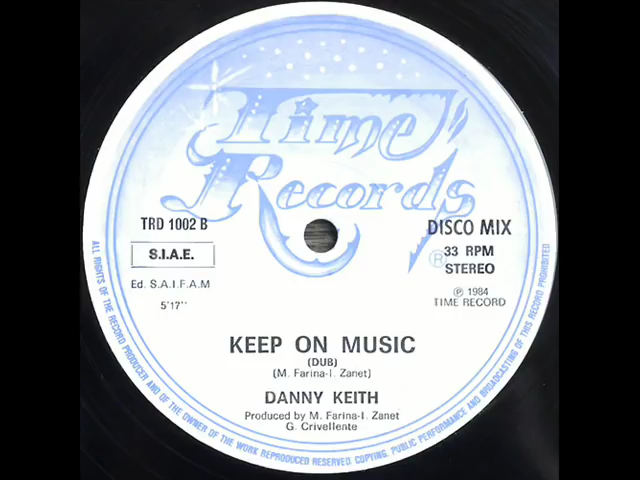 Time
Records
TRD 1002 B
DISCO MIX
S.I.A.E.
33 RPM
STEREO
Ed. S.A.I.F.A.M
℗ 1984
5'17''
TIME RECORD
KEEP ON MUSIC
(DUB)
(M. Farina-I. Zanet)
DANNY KEITH
Produced by M. Farina-I. Zanet
G. Crivellente
ALL RIGHTS OF THE RECORD PRODUCER AND OF THE OWNER OF THE WORK REPRODUCED RESERVED. COPYING, PUBLIC PERFORMANCE AND BROADCASTING OF THIS RECORD PROHIBITED
®